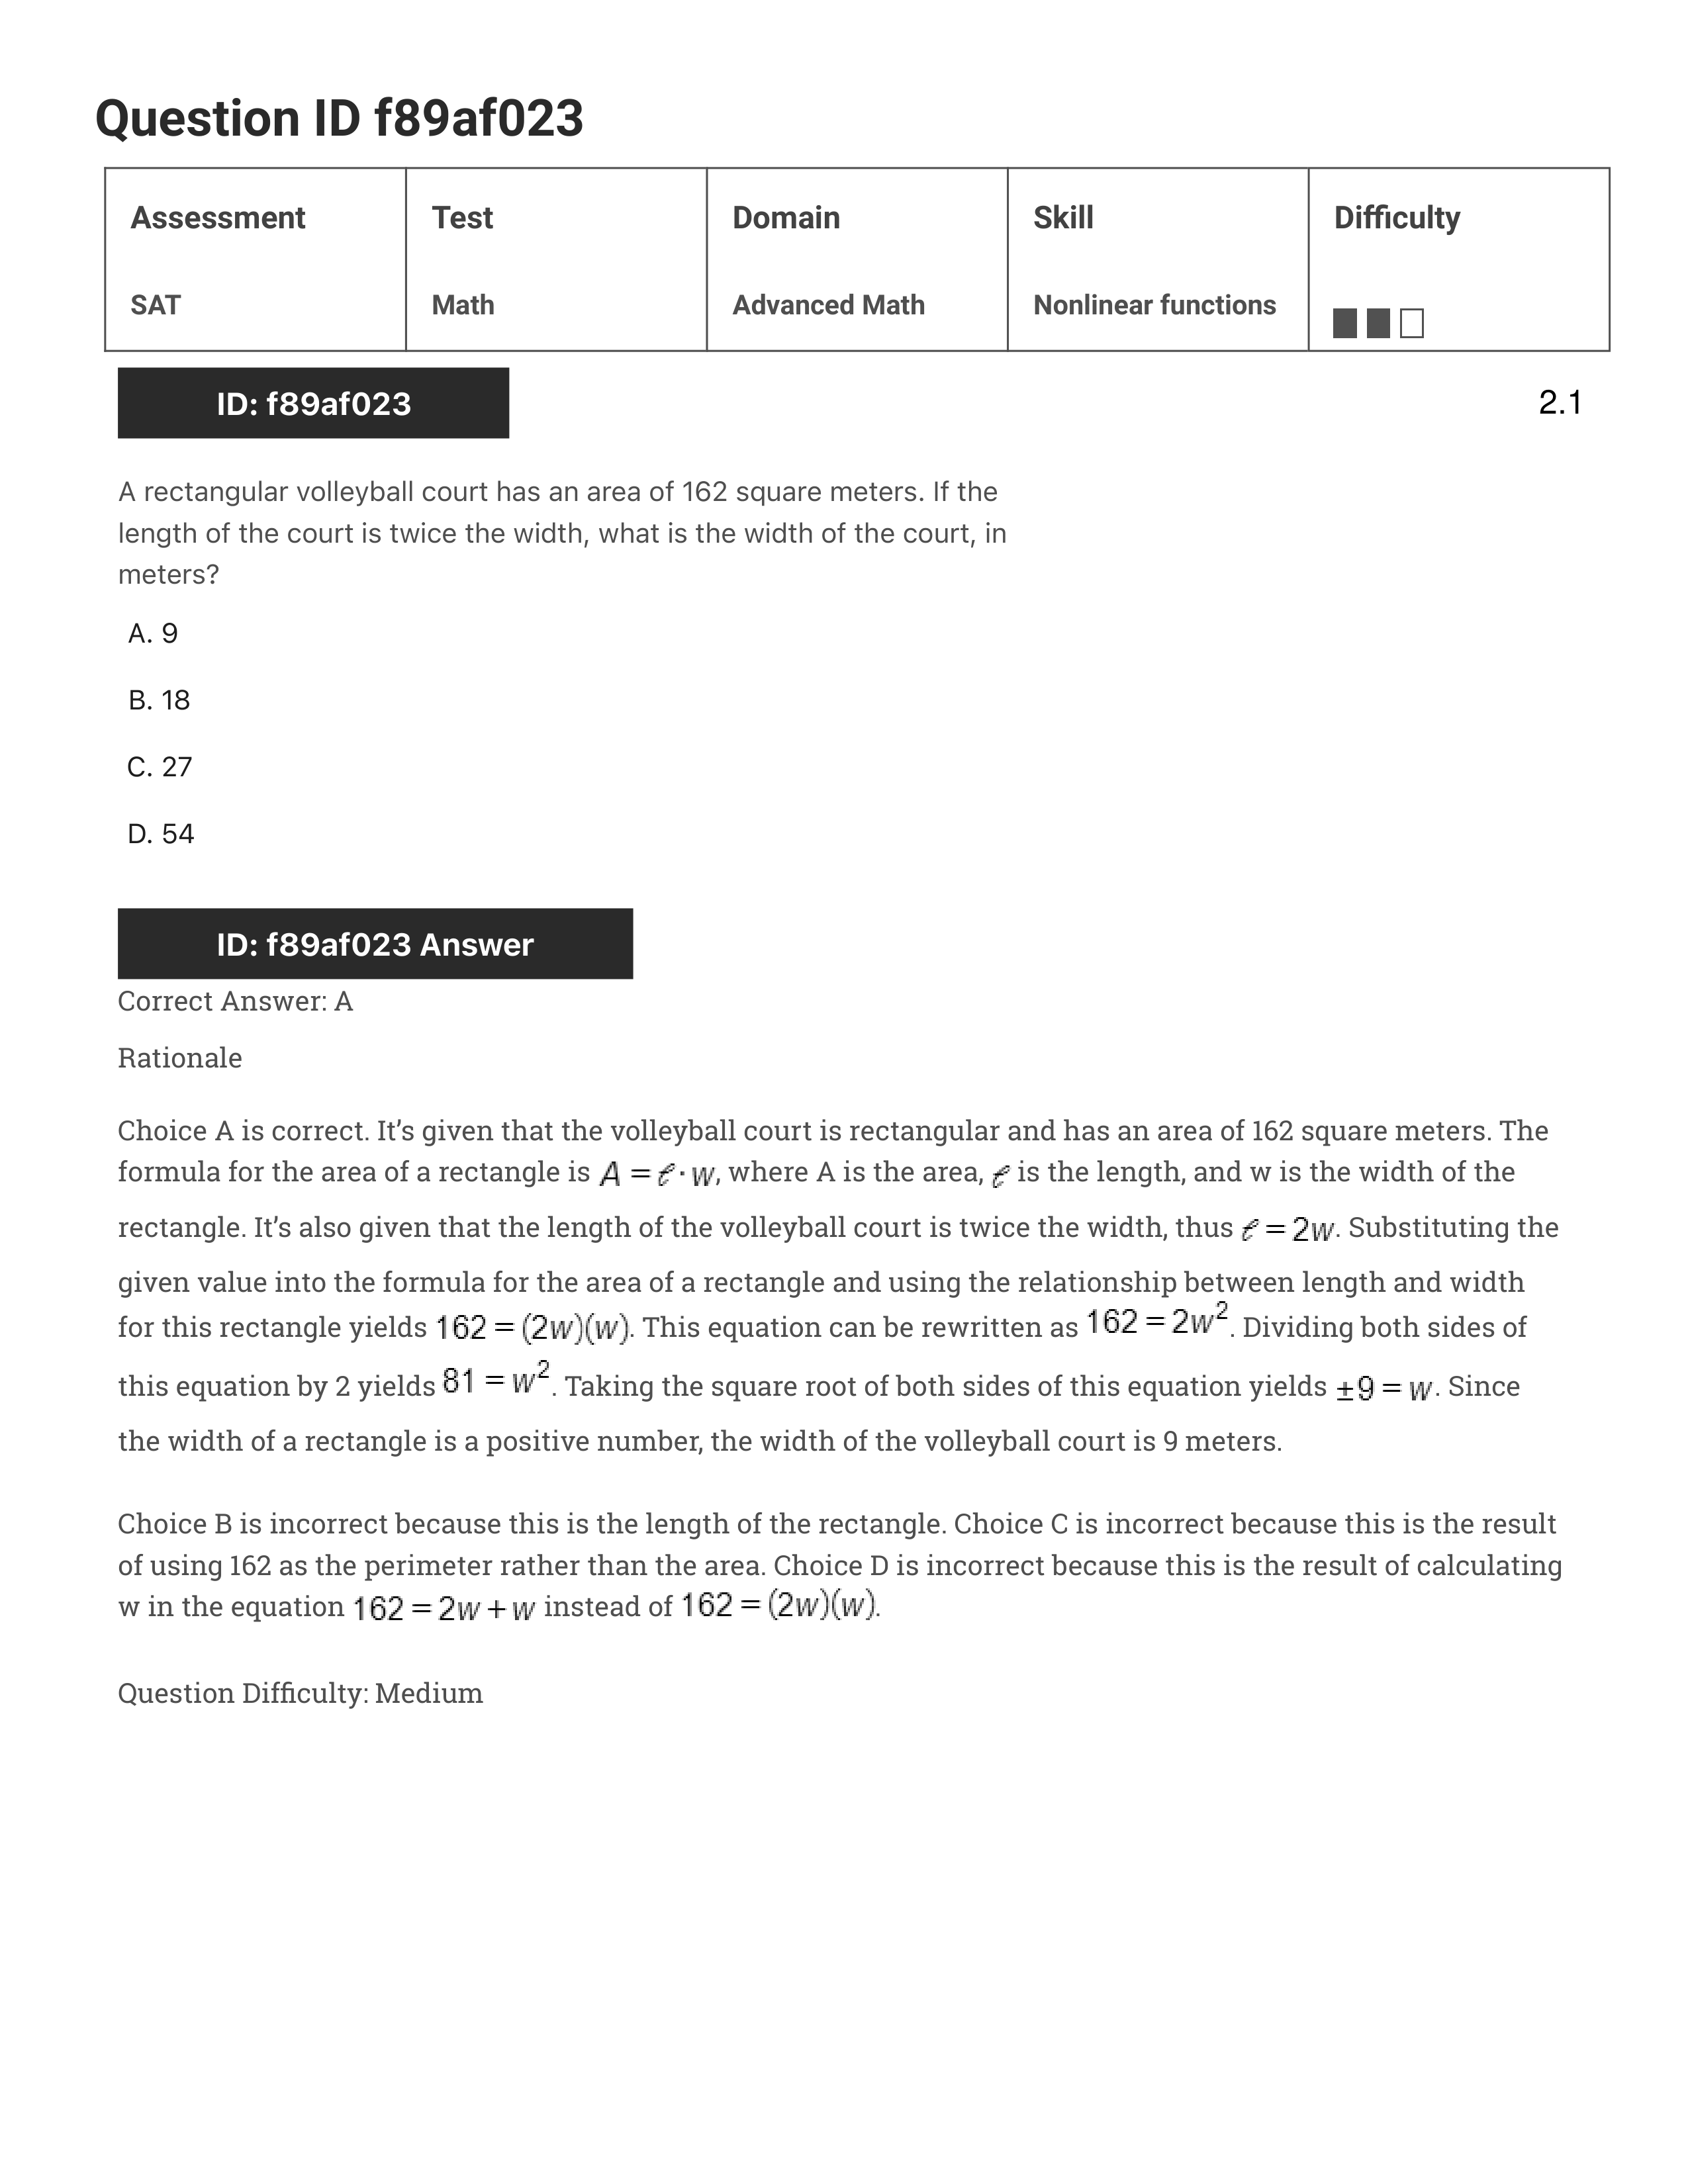 Question ID f89af023
Assessment Test Domain Skill Difficulty
SAT Math Advanced Math Nonlinear functions
ID: f89af023 2.1
A rectangular volleyball court has an area of 162 square meters. If the
length of the court is twice the width, what is the width of the court, in
meters?
A. 9
B. 18
C. 27
D. 54
ID: f89af023 Answer
Correct Answer: A
Rationale
Choice A is correct. It’s given that the volleyball court is rectangular and has an area of 162 square meters. The
formula for the area of a rectangle is A = ℓ · w, where A is the area, ℓ is the length, and w is the width of the
rectangle. It’s also given that the length of the volleyball court is twice the width, thus ℓ = 2w. Substituting the
given value into the formula for the area of a rectangle and using the relationship between length and width
for this rectangle yields 162 = (2w)(w). This equation can be rewritten as 162 = 2w². Dividing both sides of
this equation by 2 yields 81 = w². Taking the square root of both sides of this equation yields ±9 = w. Since
the width of a rectangle is a positive number, the width of the volleyball court is 9 meters.
Choice B is incorrect because this is the length of the rectangle. Choice C is incorrect because this is the result
of using 162 as the perimeter rather than the area. Choice D is incorrect because this is the result of calculating
w in the equation 162 = 2w + w instead of 162 = (2w)(w).
Question Difficulty: Medium